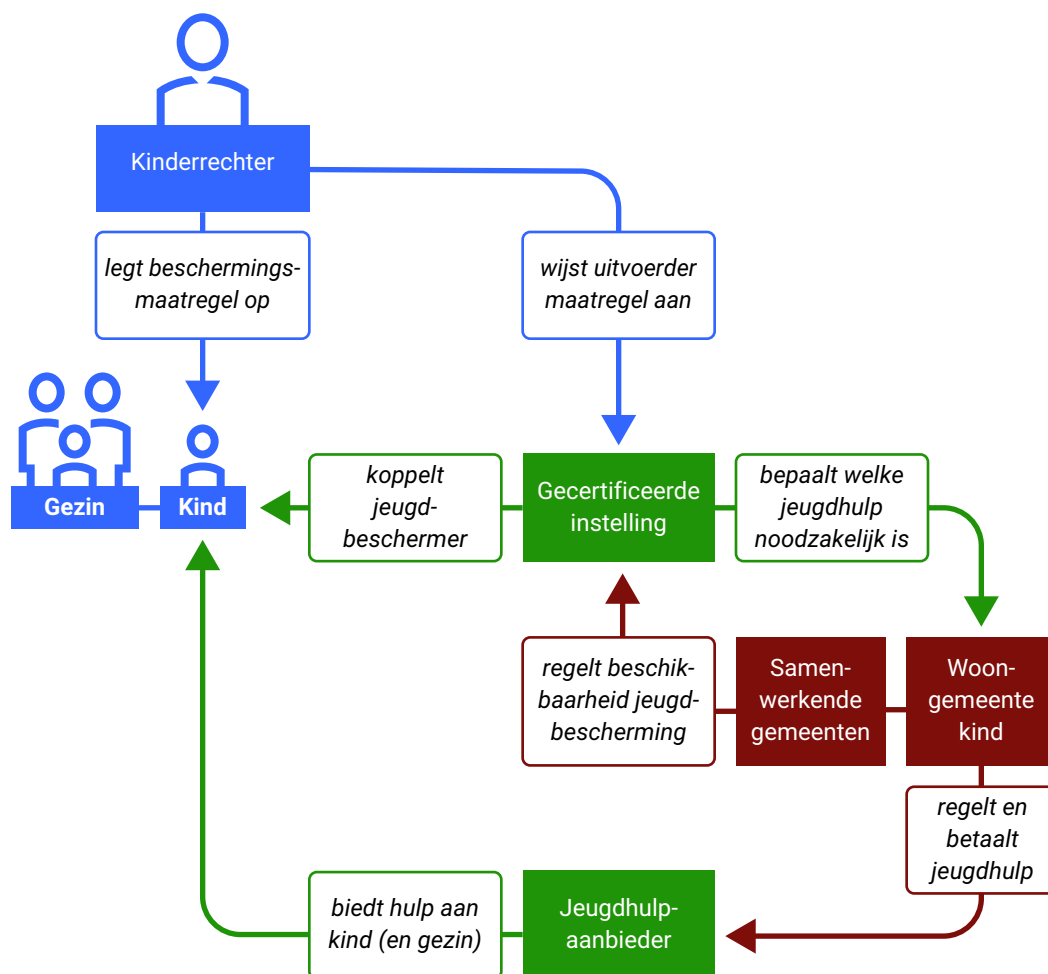 Kinderrechter
legt beschermings-
maatregel op
wijst uitvoerder
maatregel aan
Gezin
Kind
koppelt
jeugd-
beschermer
Gecertificeerde
instelling
bepaalt welke
jeugdhulp
noodzakelijk is
regelt beschik-
baarheid jeugd-
bescherming
Samen-
werkende
gemeenten
Woon-
gemeente
kind
regelt en
betaalt
jeugdhulp
biedt hulp aan
kind (en gezin)
Jeugdhulp-
aanbieder